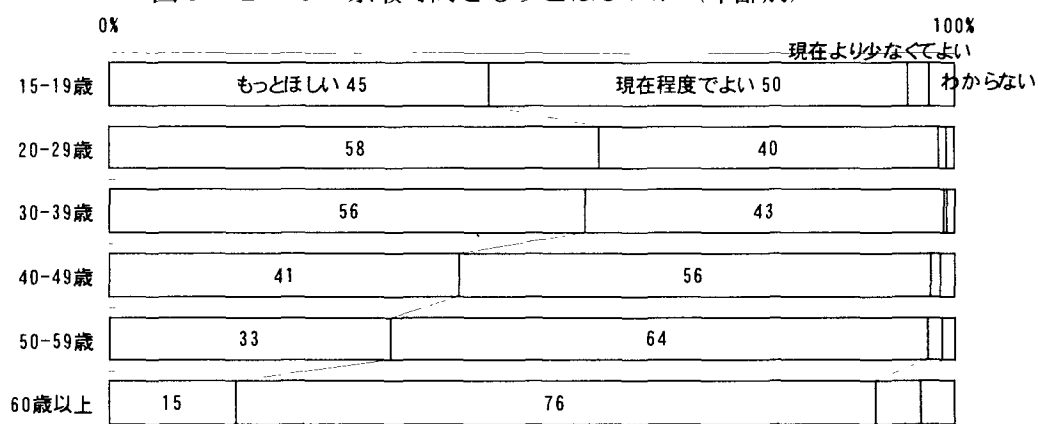 0% 100%
現在より少なくてよい
15-19歳 もっとほしい 45 現在程度でよい 50 わからない
20-29歳 58 40
30-39歳 56 43
40-49歳 41 56
50-59歳 33 64
60歳以上 15 76